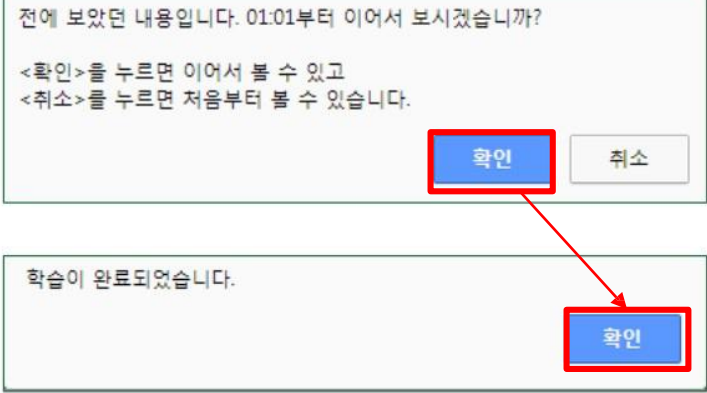 전에 보았던 내용입니다. 01:01부터 이어서 보시겠습니까?
<확인>을 누르면 이어서 볼 수 있고
<취소>를 누르면 처음부터 볼 수 있습니다.
확인 취소
학습이 완료되었습니다.
확인